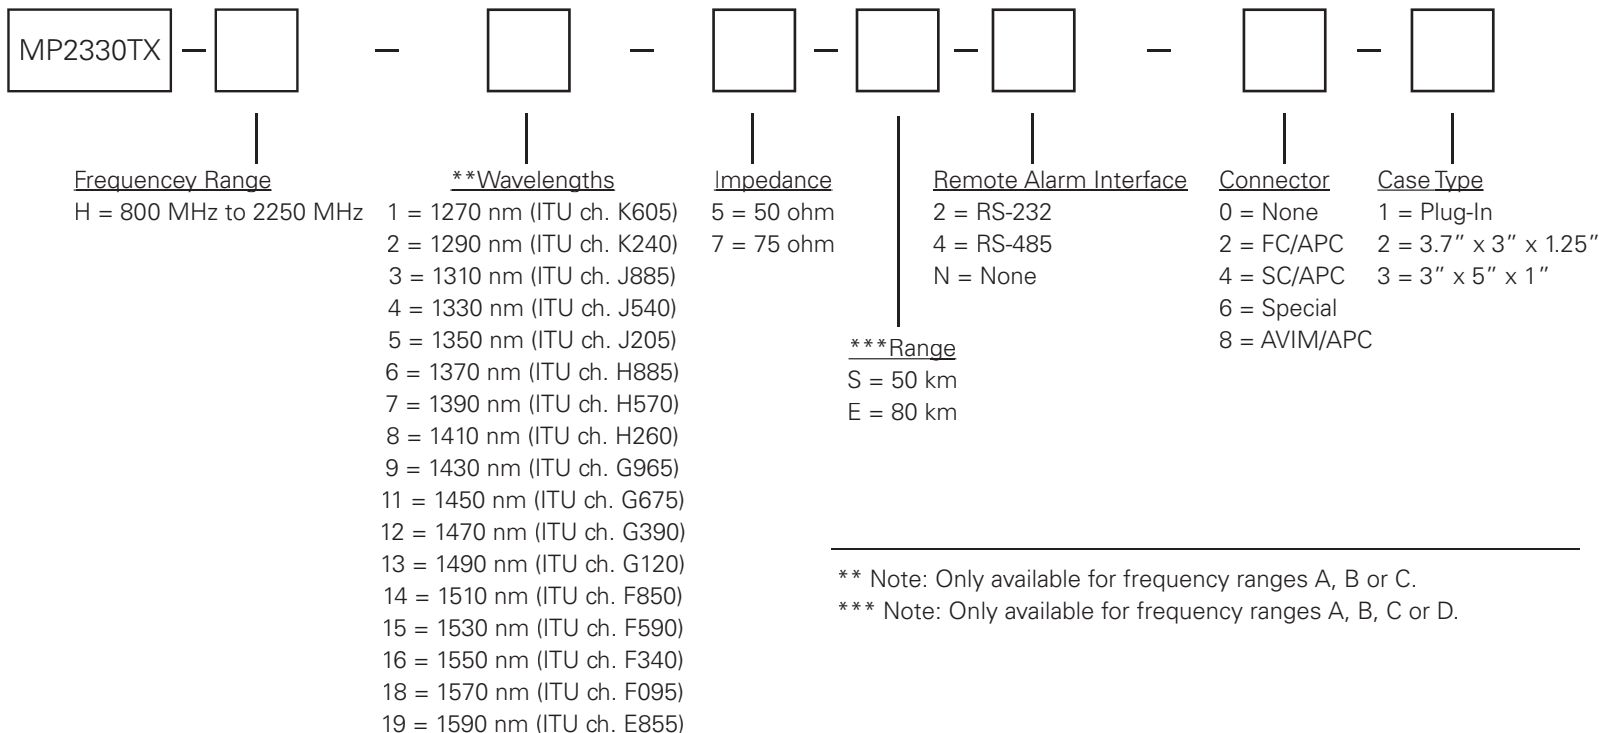 MP2330TX – – – – – – –
Frequencey Range
H = 800 MHz to 2250 MHz
**Wavelengths
1 = 1270 nm (ITU ch. K605)
2 = 1290 nm (ITU ch. K240)
3 = 1310 nm (ITU ch. J885)
4 = 1330 nm (ITU ch. J540)
5 = 1350 nm (ITU ch. J205)
6 = 1370 nm (ITU ch. H885)
7 = 1390 nm (ITU ch. H570)
8 = 1410 nm (ITU ch. H260)
9 = 1430 nm (ITU ch. G965)
11 = 1450 nm (ITU ch. G675)
12 = 1470 nm (ITU ch. G390)
13 = 1490 nm (ITU ch. G120)
14 = 1510 nm (ITU ch. F850)
15 = 1530 nm (ITU ch. F590)
16 = 1550 nm (ITU ch. F340)
18 = 1570 nm (ITU ch. F095)
19 = 1590 nm (ITU ch. E855)
Impedance
5 = 50 ohm
7 = 75 ohm
***Range
S = 50 km
E = 80 km
Remote Alarm Interface
2 = RS-232
4 = RS-485
N = None
Connector
0 = None
2 = FC/APC
4 = SC/APC
6 = Special
8 = AVIM/APC
Case Type
1 = Plug-In
2 = 3.7” x 3” x 1.25”
3 = 3” x 5” x 1”
** Note: Only available for frequency ranges A, B or C.
*** Note: Only available for frequency ranges A, B, C or D.